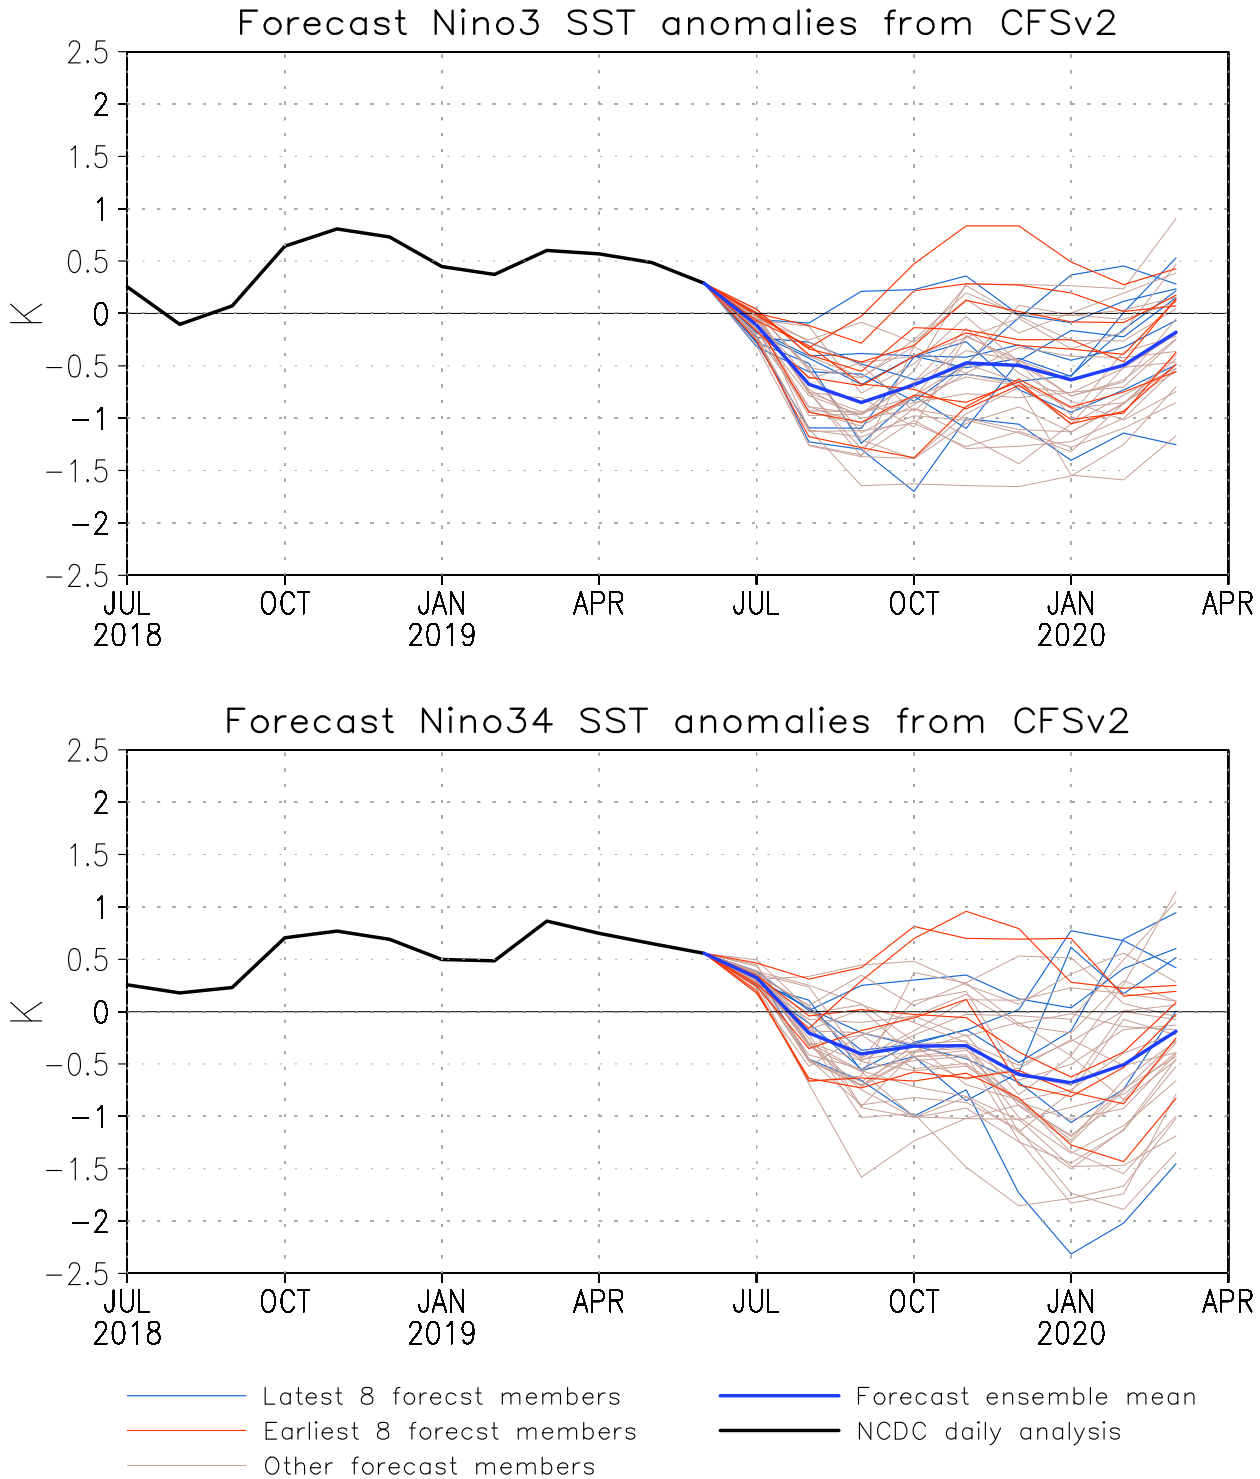 Forecast Nino3 SST anomalies from CFSv2
2.5
2
1.5
1
0.5
0
−0.5
−1
−1.5
−2
−2.5
K
JUL OCT JAN APR JUL OCT JAN APR
2018 2019 2020
Forecast Nino34 SST anomalies from CFSv2
2.5
2
1.5
1
0.5
0
−0.5
−1
−1.5
−2
−2.5
K
JUL OCT JAN APR JUL OCT JAN APR
2018 2019 2020
Latest 8 forecst members
Earliest 8 forecst members
Other forecast members
Forecast ensemble mean
NCDC daily analysis